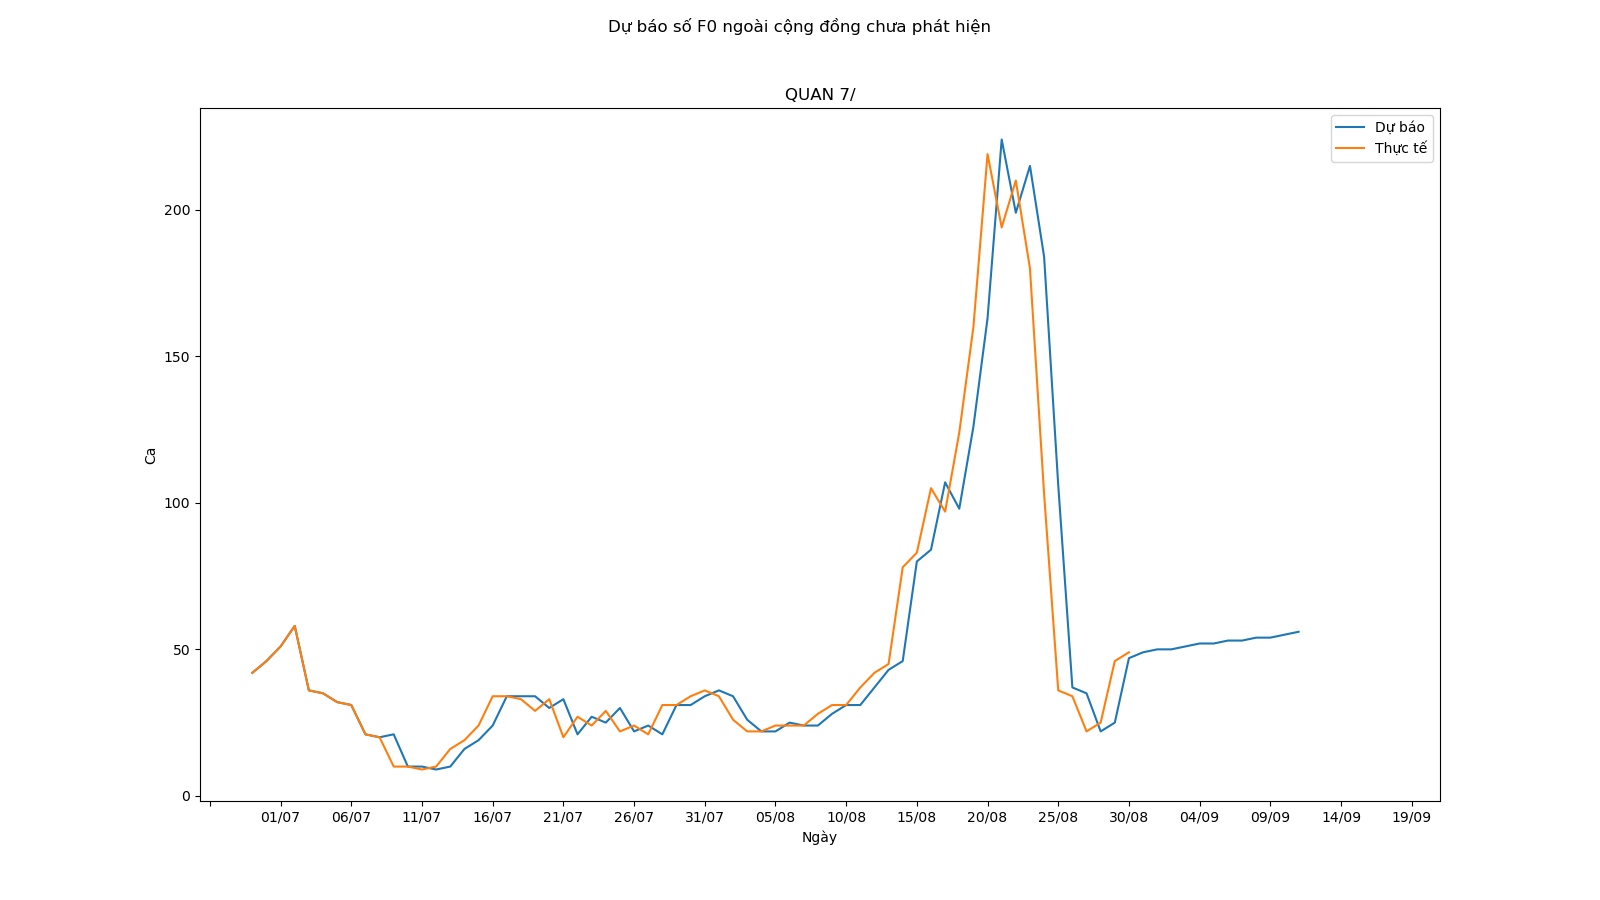 Dự báo số F0 ngoài cộng đồng chưa phát hiện
QUAN 7/
Dự báo
Thực tế
200
150
100
50
0
Ca
01/07 06/07 11/07 16/07 21/07 26/07 31/07 05/08 10/08 15/08 20/08 25/08 30/08 04/09 09/09 14/09 19/09
Ngày